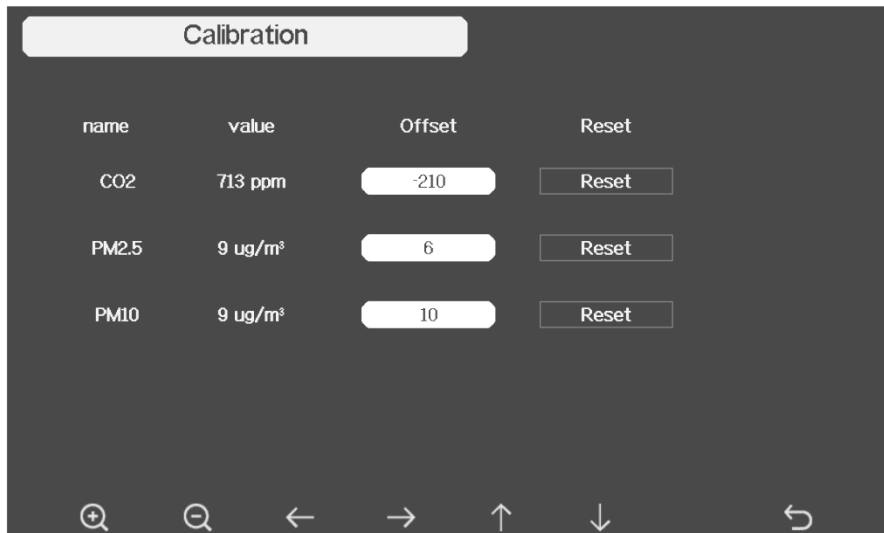 Calibration
name value Offset Reset
CO2 713 ppm -210 Reset
PM2.5 9 ug/m³ 6 Reset
PM10 9 ug/m³ 10 Reset